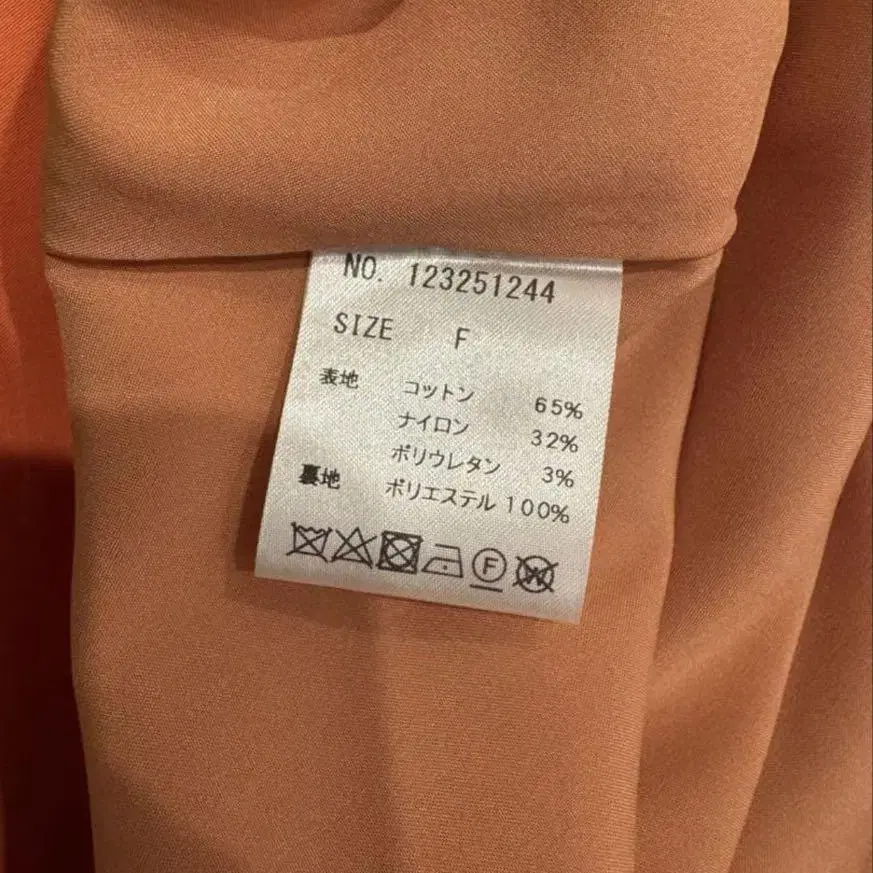 NO. 123251244
SIZE F
表地 コットン 65%
ナイロン 32%
ポリウレタン 3%
裏地 ポリエステル 100%
F W